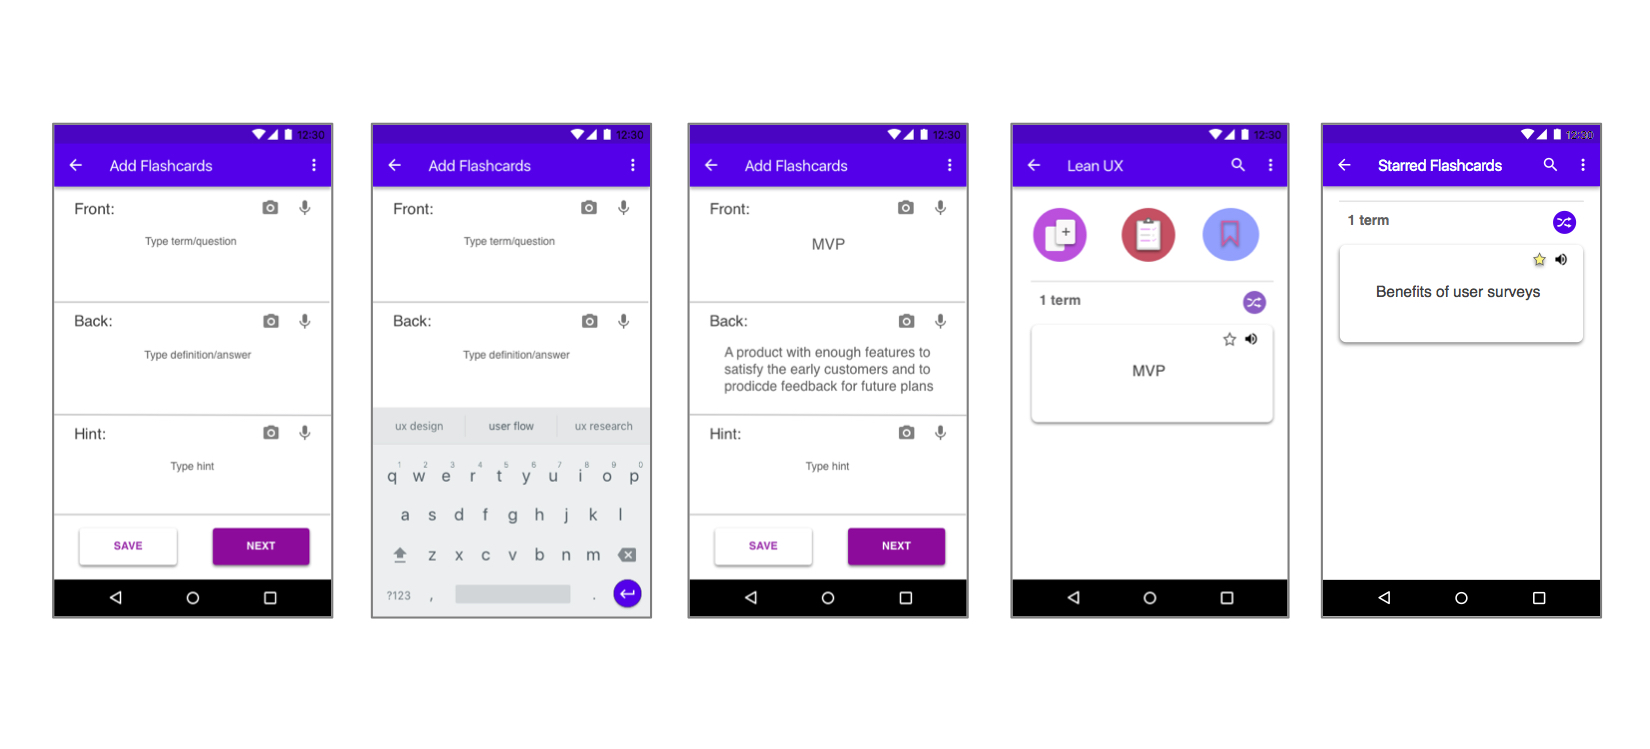 12:30
Add Flashcards
Front:
Type term/question
Back:
Type definition/answer
Hint:
Type hint
SAVE
NEXT
12:30
Add Flashcards
Front:
Type term/question
Back:
Type definition/answer
ux design user flow ux research
1 2 3 4 5 6 7 8 9 0
q w e r t y u i o p
a s d f g h j k l
z x c v b n m
?123 , .
12:30
Add Flashcards
Front:
MVP
Back:
A product with enough features to
satisfy the early customers and to
prodicde feedback for future plans
Hint:
Type hint
SAVE
NEXT
12:30
Lean UX
1 term
MVP
12:30
Starred Flashcards
1 term
Benefits of user surveys